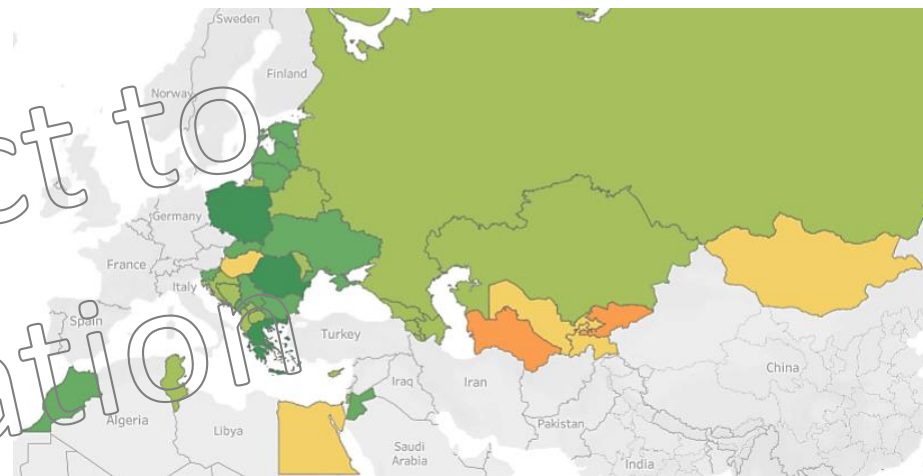 Sweden
Finland
Norway
ct to
Germany
France
Italy
Spain
ation
Turkey
Algeria
Libya
Iraq
Iran
Saudi
Arabia
Pakistan
India
China